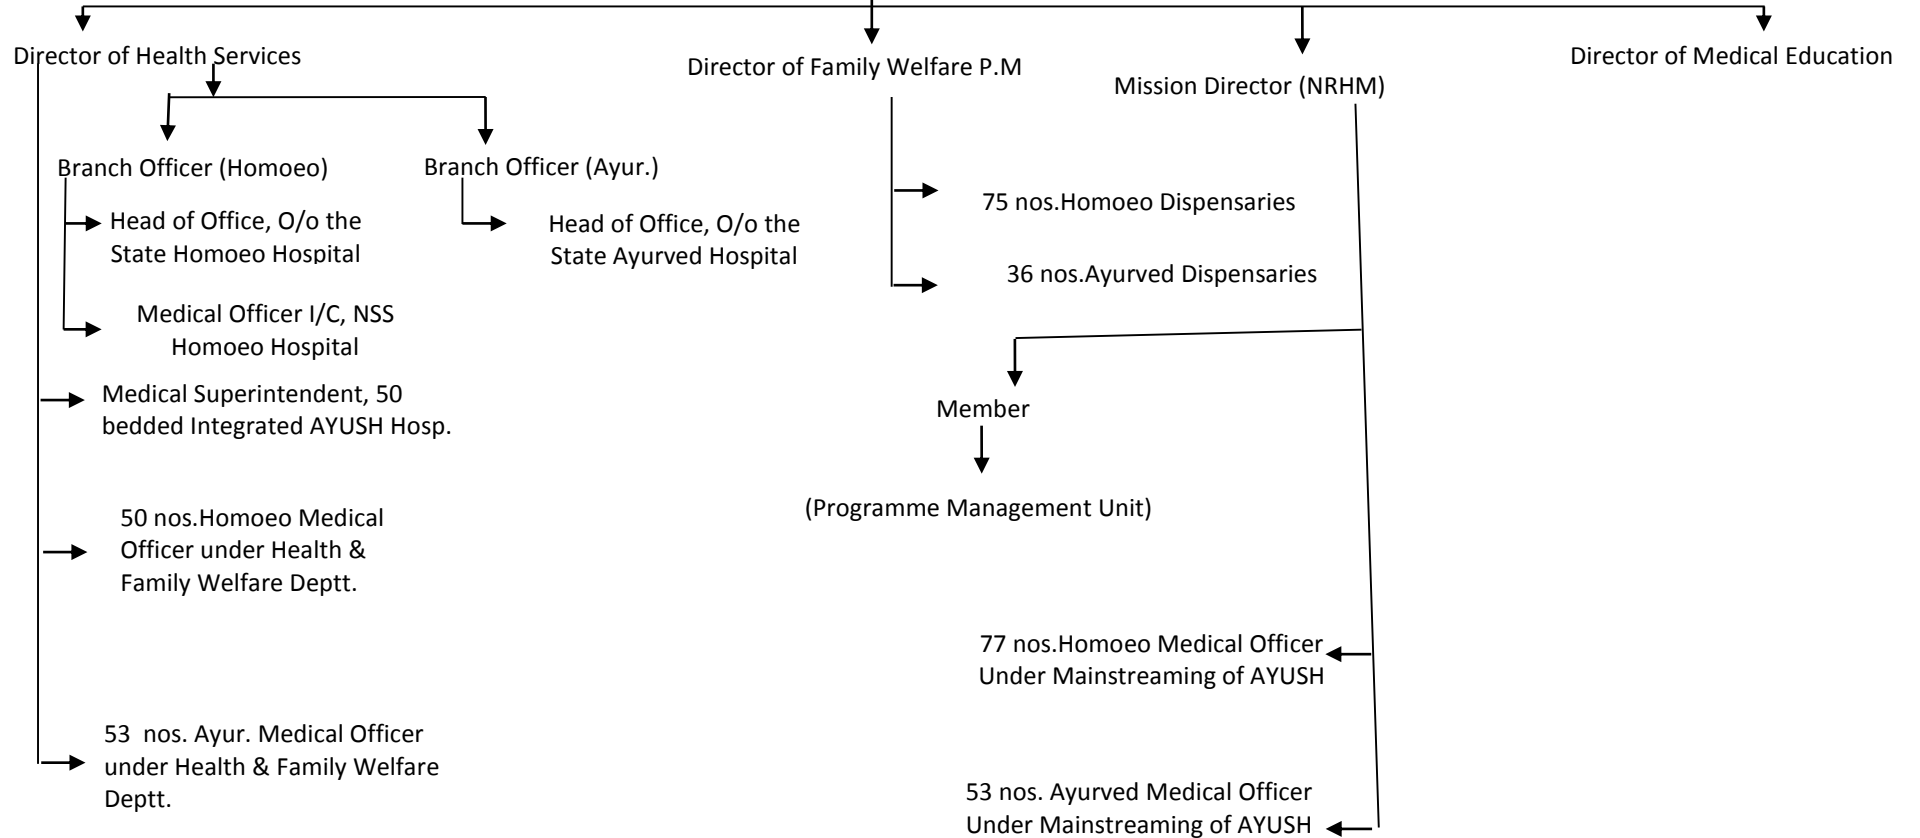 Director of Health Services
Director of Family Welfare P.M
Mission Director (NRHM)
Director of Medical Education
Branch Officer (Homoeo)
Branch Officer (Ayur.)
Head of Office, O/o the
State Homoeo Hospital
Head of Office, O/o the
State Ayurved Hospital
Medical Officer I/C, NSS
Homoeo Hospital
Medical Superintendent, 50
bedded Integrated AYUSH Hosp.
50 nos.Homoeo Medical
Officer under Health &
Family Welfare Deptt.
53 nos. Ayur. Medical Officer
under Health & Family Welfare
Deptt.
75 nos.Homoeo Dispensaries
36 nos.Ayurved Dispensaries
Member
(Programme Management Unit)
77 nos.Homoeo Medical Officer
Under Mainstreaming of AYUSH
53 nos. Ayurved Medical Officer
Under Mainstreaming of AYUSH